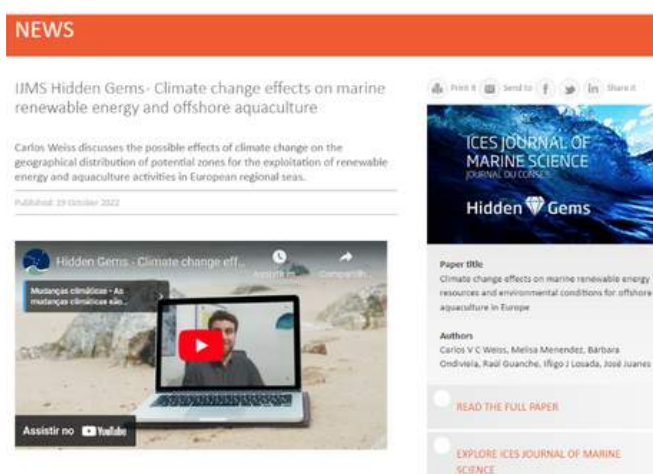 NEWS
IJMS Hidden Gems- Climate change effects on marine
renewable energy and offshore aquaculture
Carlos Weiss discusses the possible effects of climate change on the
geographical distribution of potential zones for the exploitation of renewable
energy and aquaculture activities in European regional seas.
Published: 19 October 2022
Hidden Gems - Climate change eff...
Assistir m...
Compartilh...
Mudanças climáticas - As
mudanças climáticas são...
Assistir no YouTube
Print it
Send to
f
in
Share it
ICES JOURNAL OF
MARINE SCIENCE
JOURNAL DU CONSEIL
Hidden Gems
Paper title
Climate change effects on marine renewable energy
resources and environmental conditions for offshore
aquaculture in Europe
Authors
Carlos V C Weiss, Melisa Menendez, Bárbara
Ondiviela, Raúl Guanche, Iñigo J Losada, José Juanes
READ THE FULL PAPER
EXPLORE ICES JOURNAL OF MARINE
SCIENCE